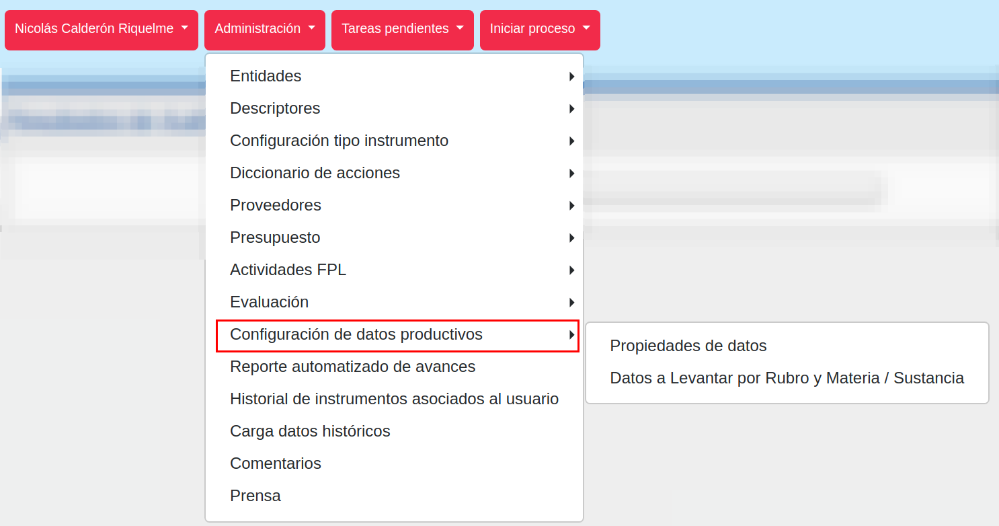 Nicolás Calderón Riquelme
Administración
Tareas pendientes
Iniciar proceso
Entidades
Descriptores
Configuración tipo instrumento
Diccionario de acciones
Proveedores
Presupuesto
Actividades FPL
Evaluación
Configuración de datos productivos
Propiedades de datos
Datos a Levantar por Rubro y Materia / Sustancia
Reporte automatizado de avances
Historial de instrumentos asociados al usuario
Carga datos históricos
Comentarios
Prensa